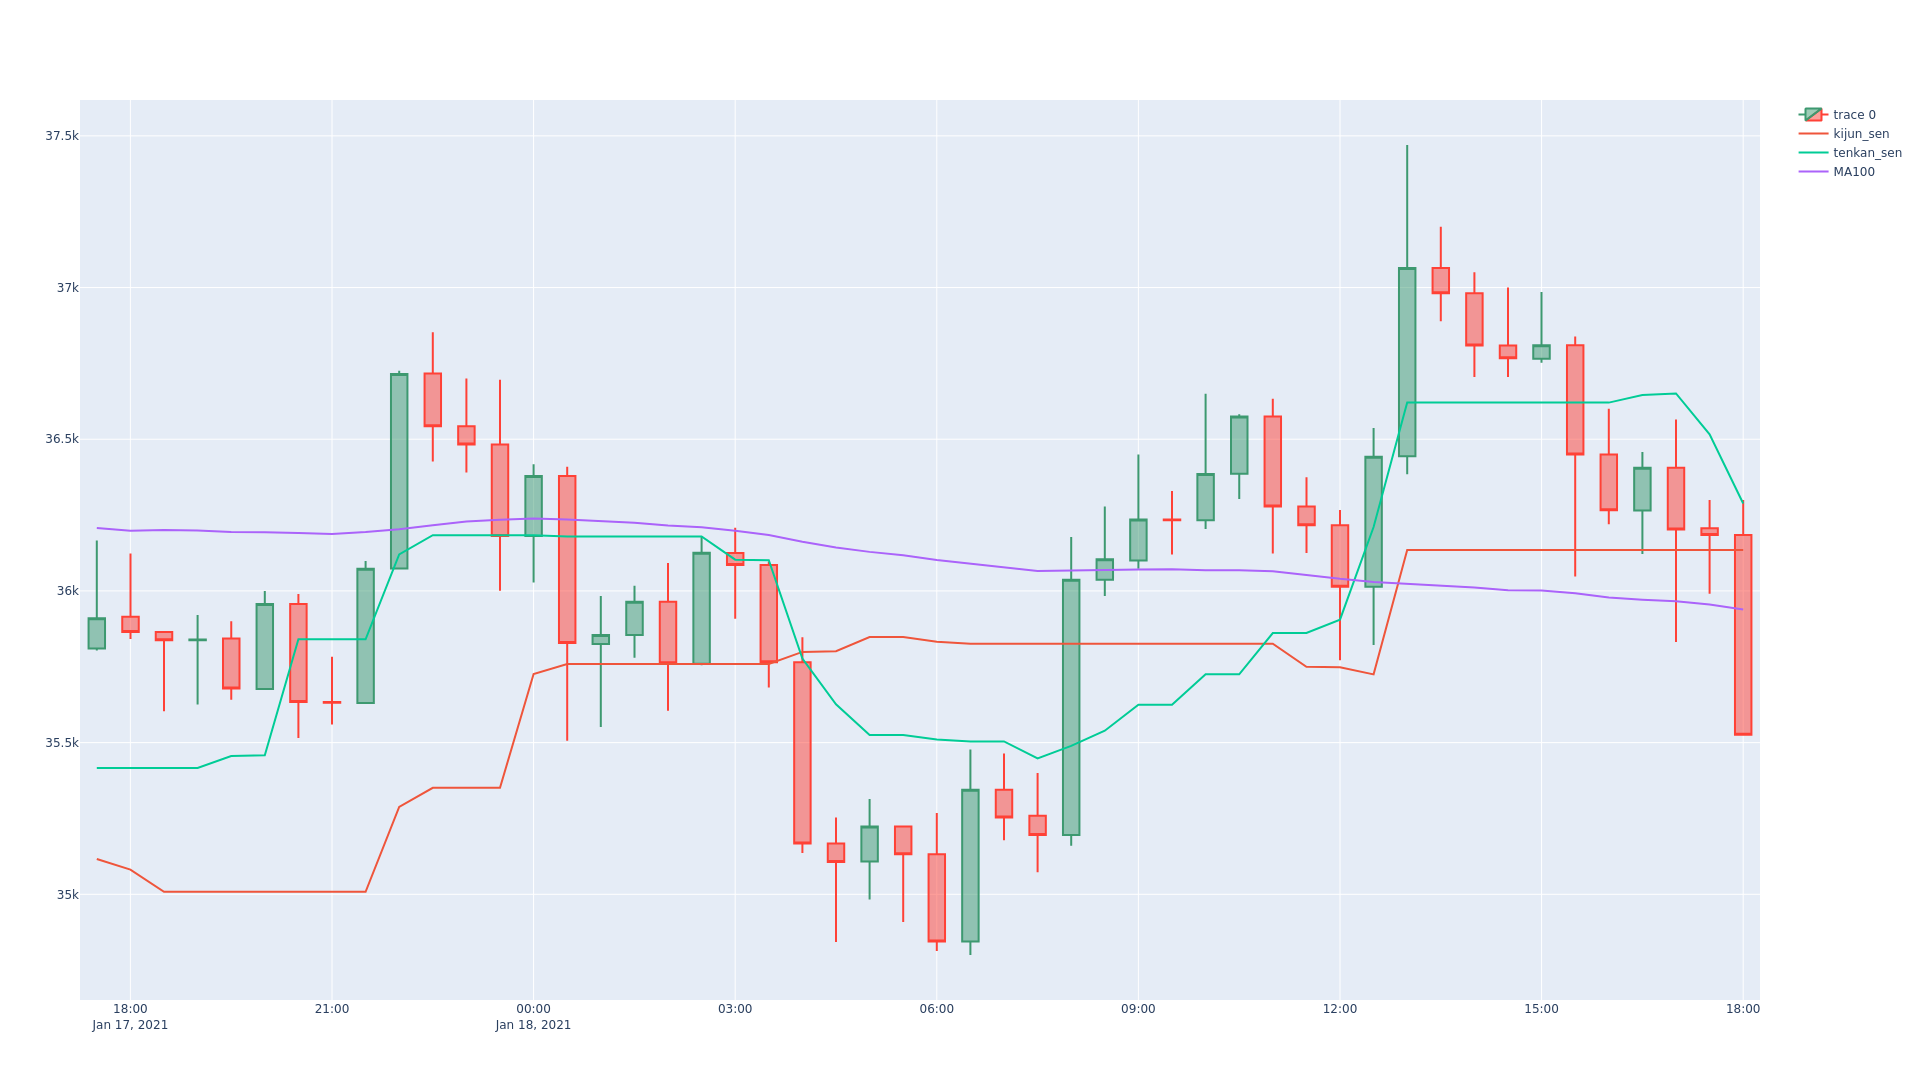 37.5k
37k
36.5k
36k
35.5k
35k
18:00 21:00 00:00 03:00 06:00 09:00 12:00 15:00 18:00
Jan 17, 2021 Jan 18, 2021
trace 0
kijun_sen
tenkan_sen
MA100